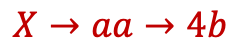 X → aa → 4b